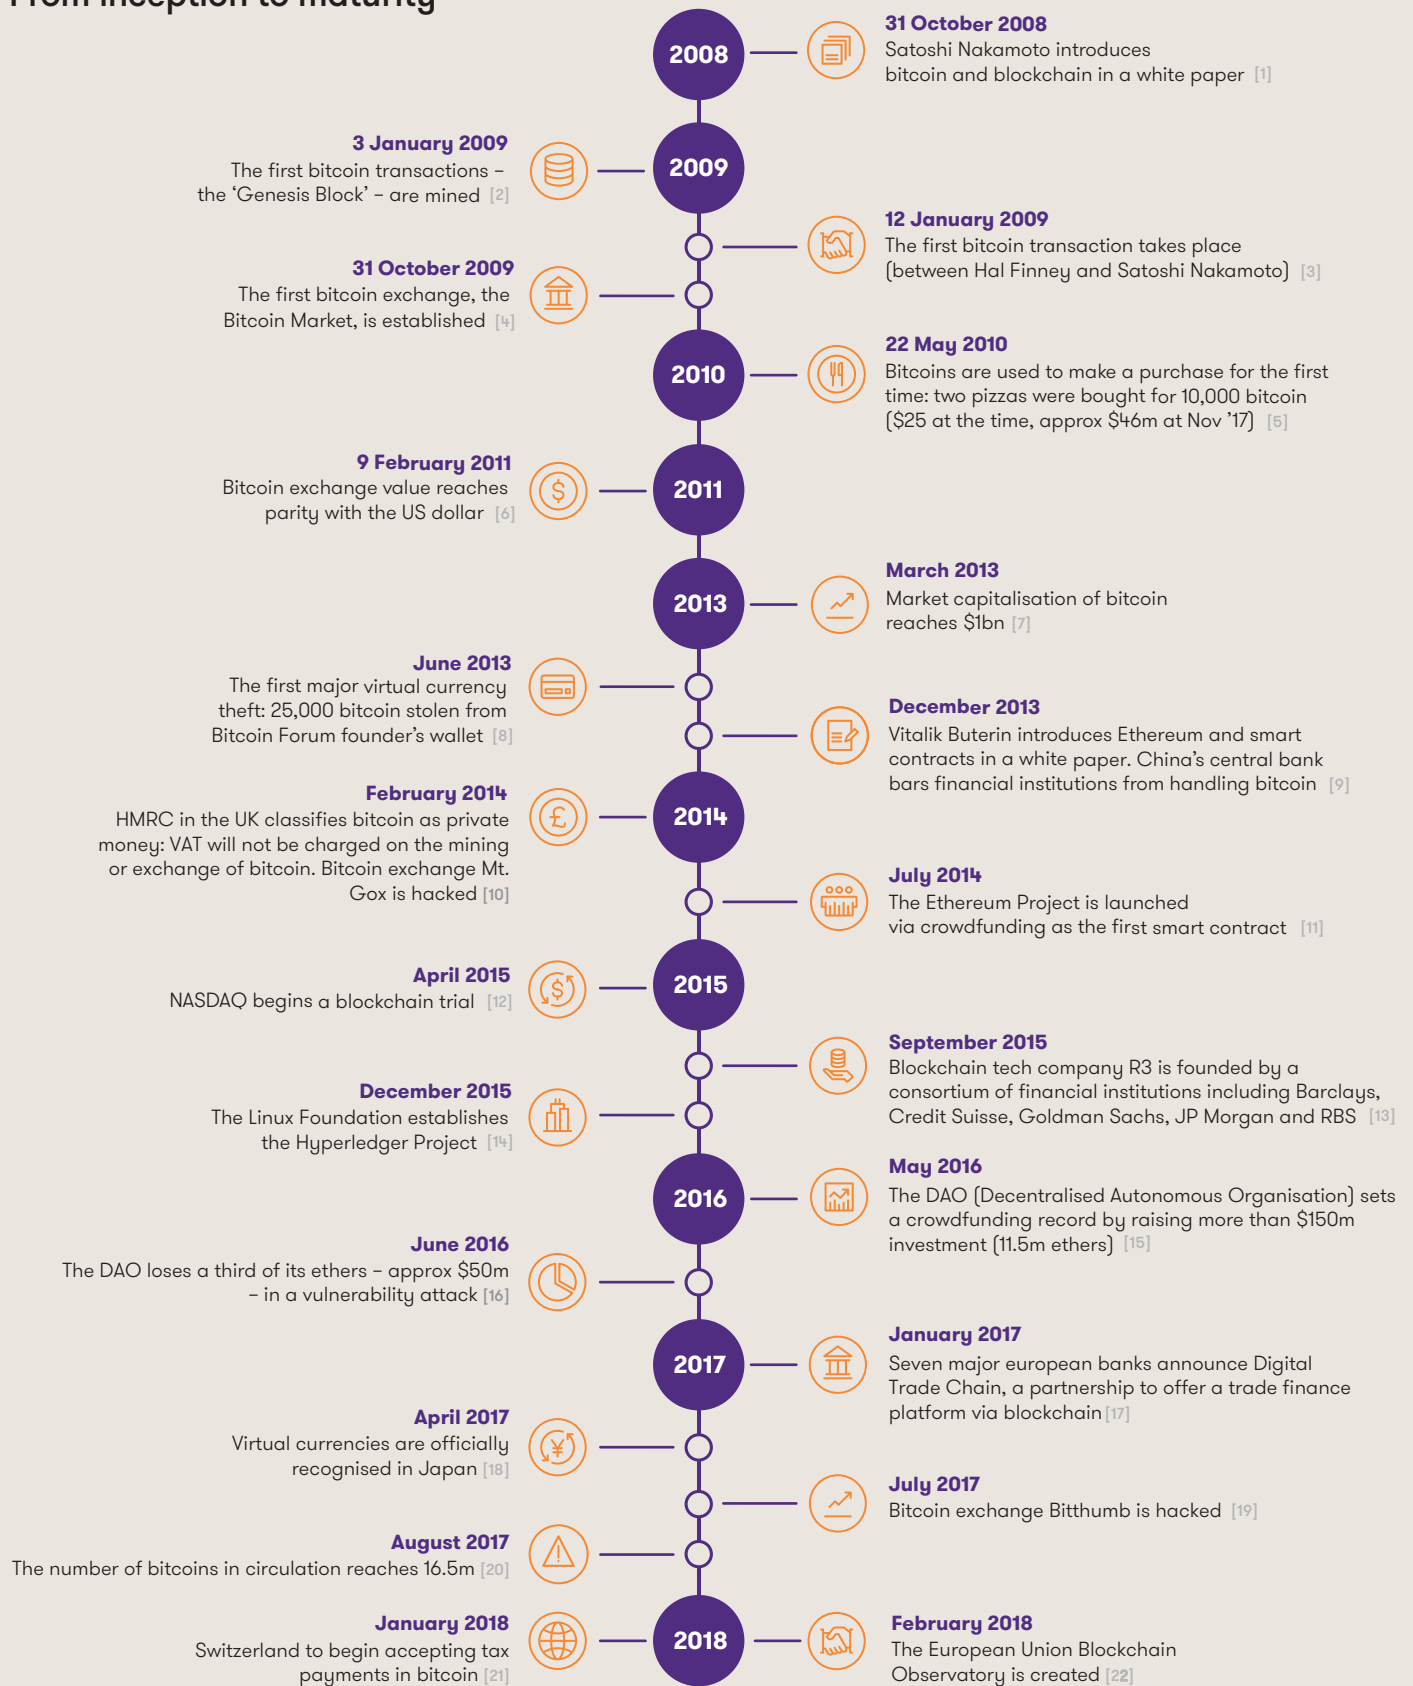 From inception to maturity
2008
31 October 2008
Satoshi Nakamoto introduces
bitcoin and blockchain in a white paper [1]
3 January 2009
The first bitcoin transactions –
the ‘Genesis Block’ – are mined [2]
2009
12 January 2009
The first bitcoin transaction takes place
(between Hal Finney and Satoshi Nakamoto) [3]
31 October 2009
The first bitcoin exchange, the
Bitcoin Market, is established [4]
2010
22 May 2010
Bitcoins are used to make a purchase for the first
time: two pizzas were bought for 10,000 bitcoin
($25 at the time, approx $46m at Nov ’17) [5]
9 February 2011
Bitcoin exchange value reaches
parity with the US dollar [6]
2011
2013
March 2013
Market capitalisation of bitcoin
reaches $1bn [7]
June 2013
The first major virtual currency
theft: 25,000 bitcoin stolen from
Bitcoin Forum founder’s wallet [8]
December 2013
Vitalik Buterin introduces Ethereum and smart
contracts in a white paper. China’s central bank
bars financial institutions from handling bitcoin [9]
February 2014
HMRC in the UK classifies bitcoin as private
money: VAT will not be charged on the mining
or exchange of bitcoin. Bitcoin exchange Mt.
Gox is hacked [10]
2014
July 2014
The Ethereum Project is launched
via crowdfunding as the first smart contract [11]
April 2015
NASDAQ begins a blockchain trial [12]
2015
September 2015
Blockchain tech company R3 is founded by a
consortium of financial institutions including Barclays,
Credit Suisse, Goldman Sachs, JP Morgan and RBS [13]
December 2015
The Linux Foundation establishes
the Hyperledger Project [14]
2016
May 2016
The DAO (Decentralised Autonomous Organisation) sets
a crowdfunding record by raising more than $150m
investment (11.5m ethers) [15]
June 2016
The DAO loses a third of its ethers – approx $50m
– in a vulnerability attack [16]
2017
January 2017
Seven major european banks announce Digital
Trade Chain, a partnership to offer a trade finance
platform via blockchain [17]
April 2017
Virtual currencies are officially
recognised in Japan [18]
July 2017
Bitcoin exchange Bitthumb is hacked [19]
August 2017
The number of bitcoins in circulation reaches 16.5m [20]
January 2018
Switzerland to begin accepting tax
payments in bitcoin [21]
2018
February 2018
The European Union Blockchain
Observatory is created [22]